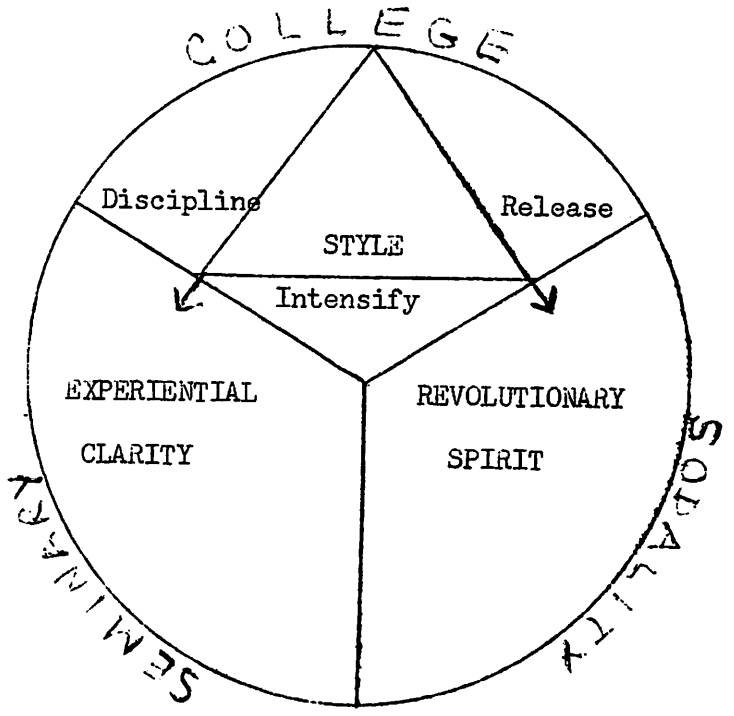 COLLEGE
Discipline
Release
STYLE
Intensify
EXPERIENTIAL
CLARITY
REVOLUTIONARY
SPIRIT
SEMINARY
SODALITY